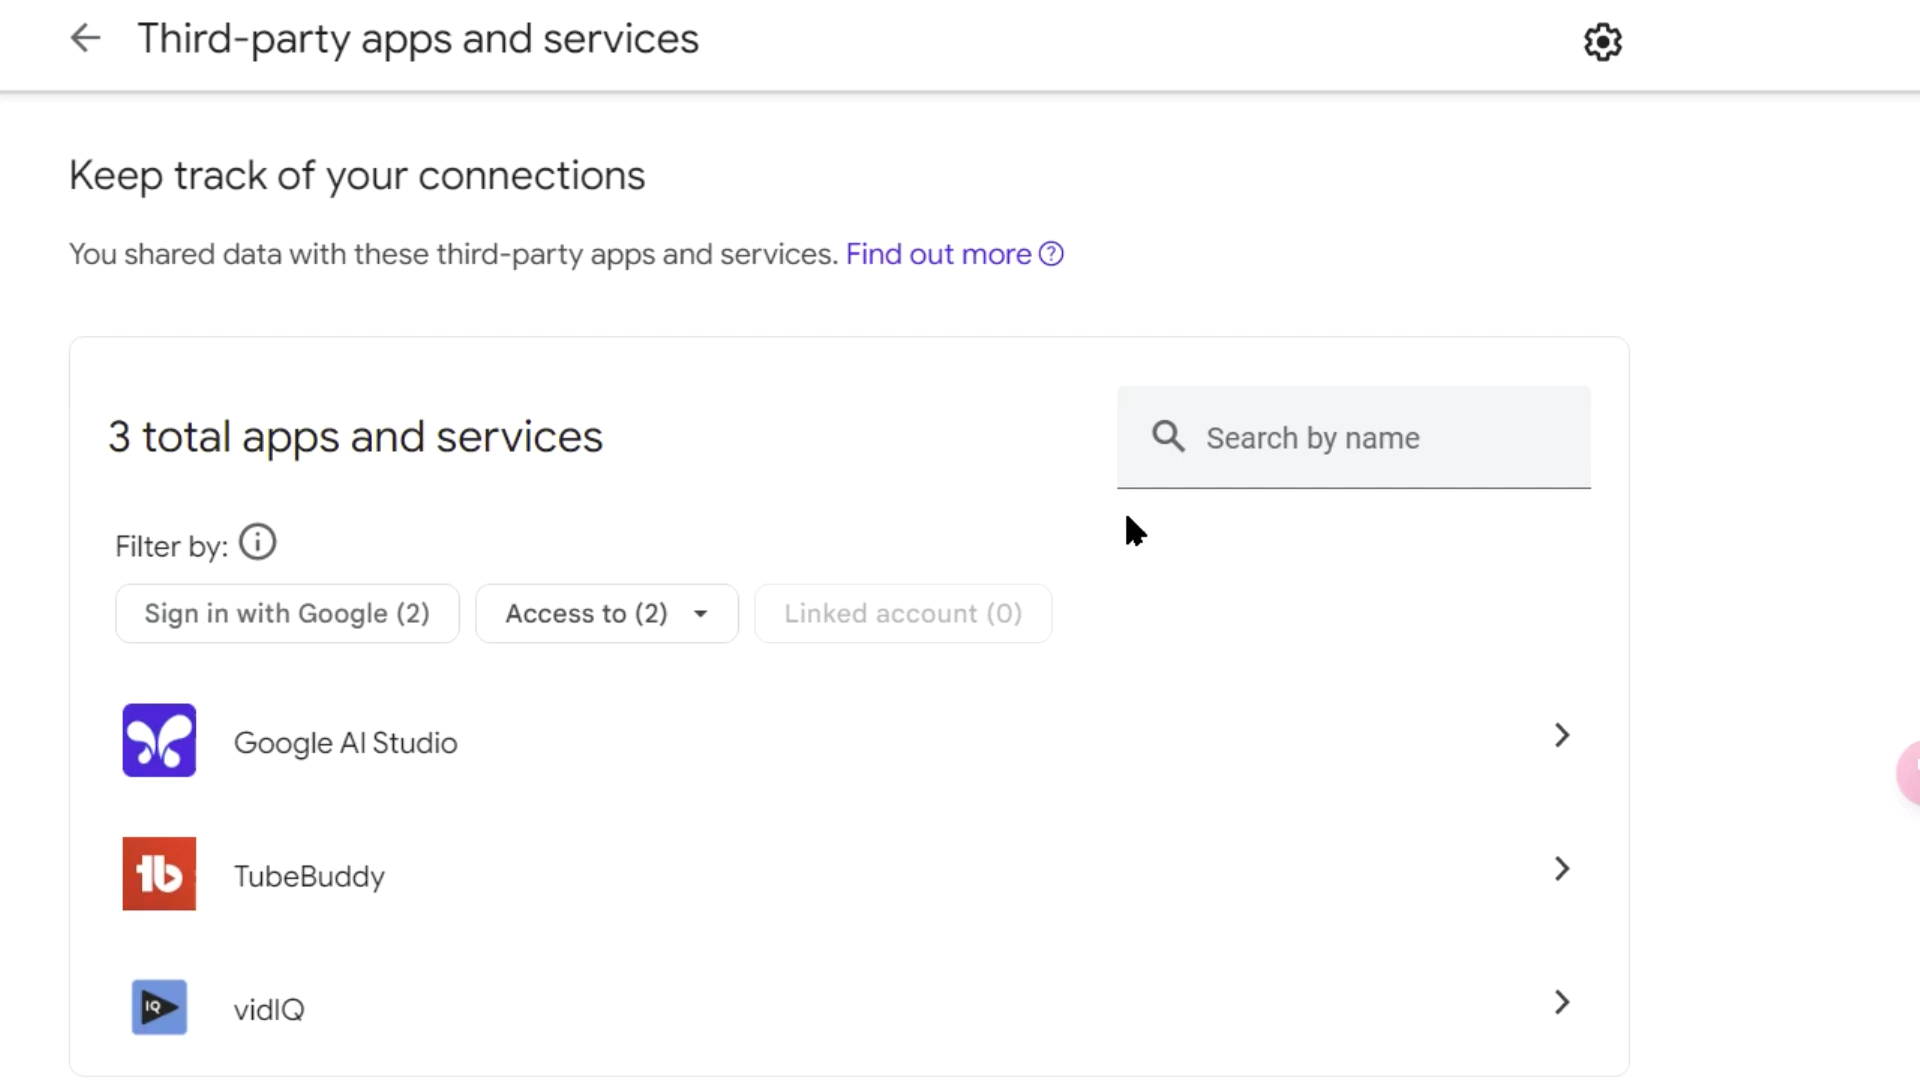 Third-party apps and services
Keep track of your connections
You shared data with these third-party apps and services. Find out more
3 total apps and services
Search by name
Filter by:
Sign in with Google (2)
Access to (2)
Linked account (0)
Google AI Studio
tb
TubeBuddy
IQ
vidIQ